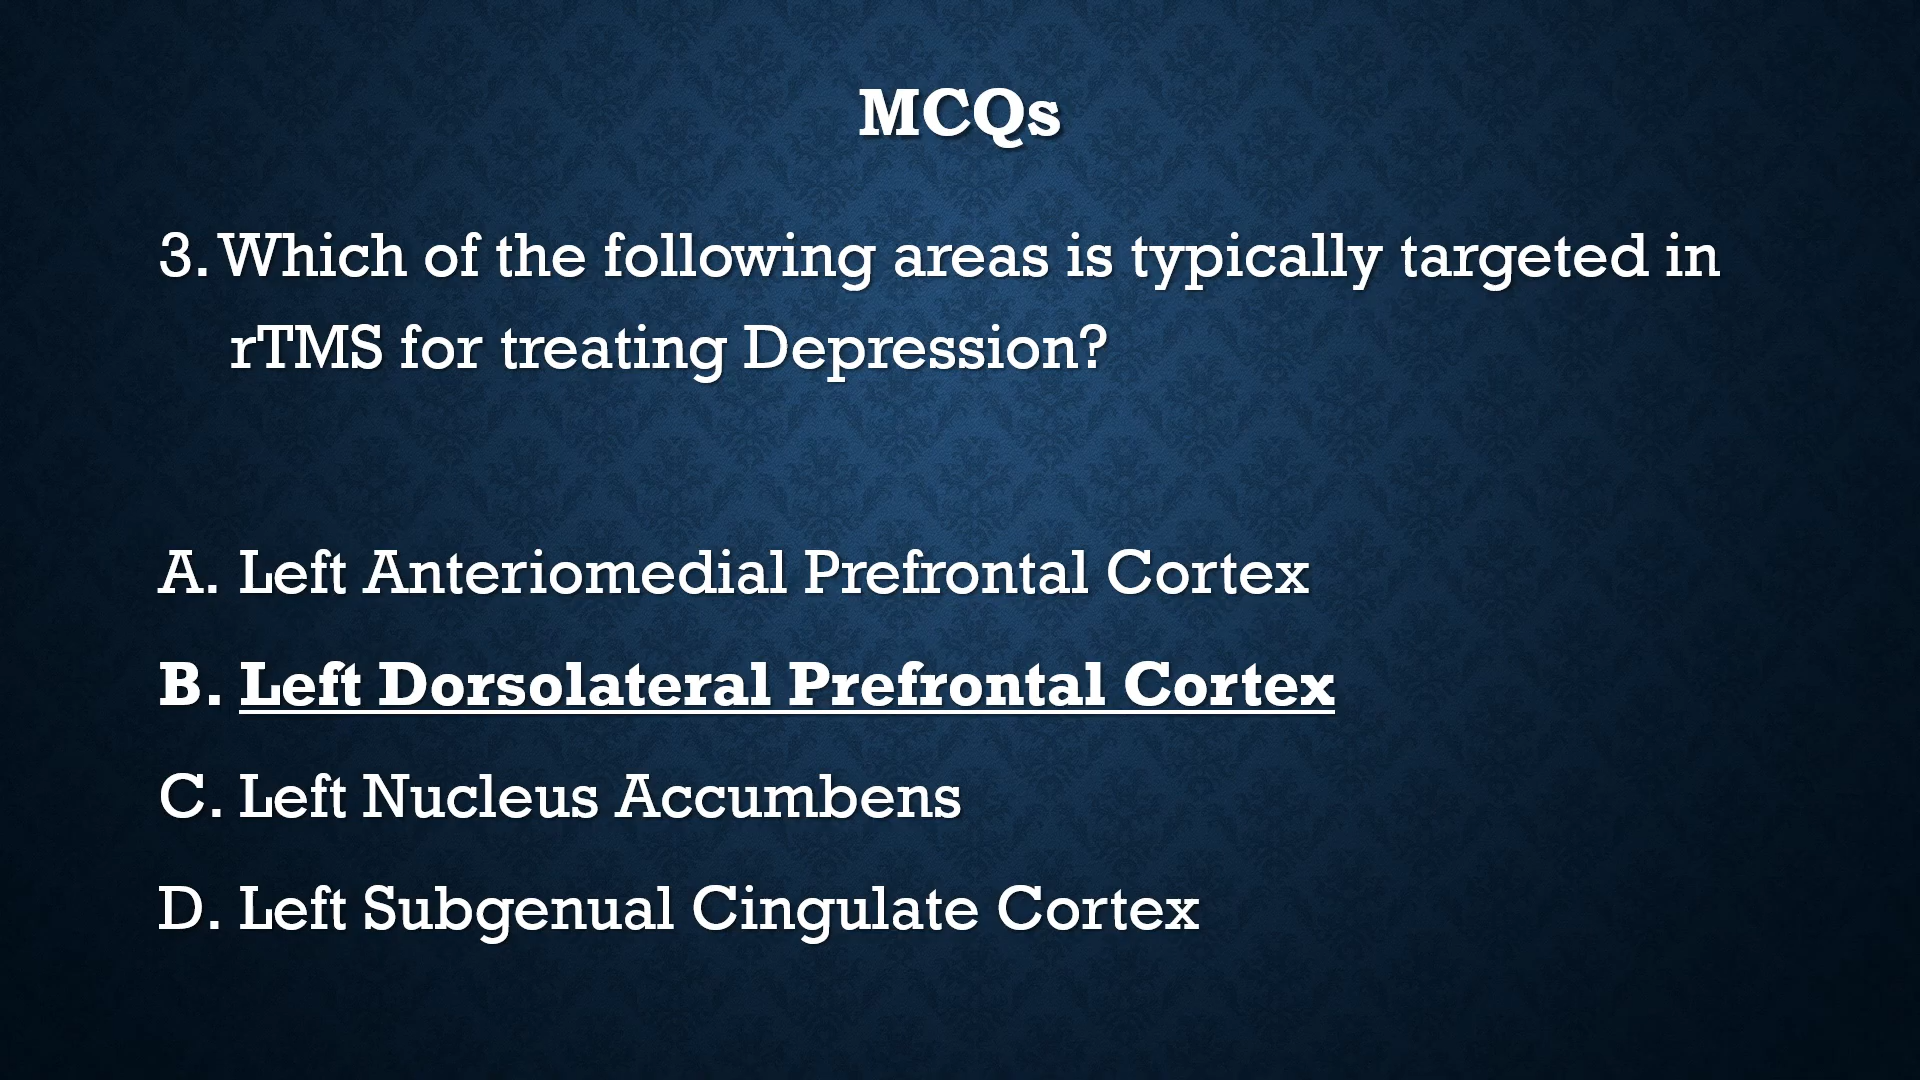 MCQs
3. Which of the following areas is typically targeted in
rTMS for treating Depression?
A. Left Anteriomedial Prefrontal Cortex
B. Left Dorsolateral Prefrontal Cortex
C. Left Nucleus Accumbens
D. Left Subgenual Cingulate Cortex